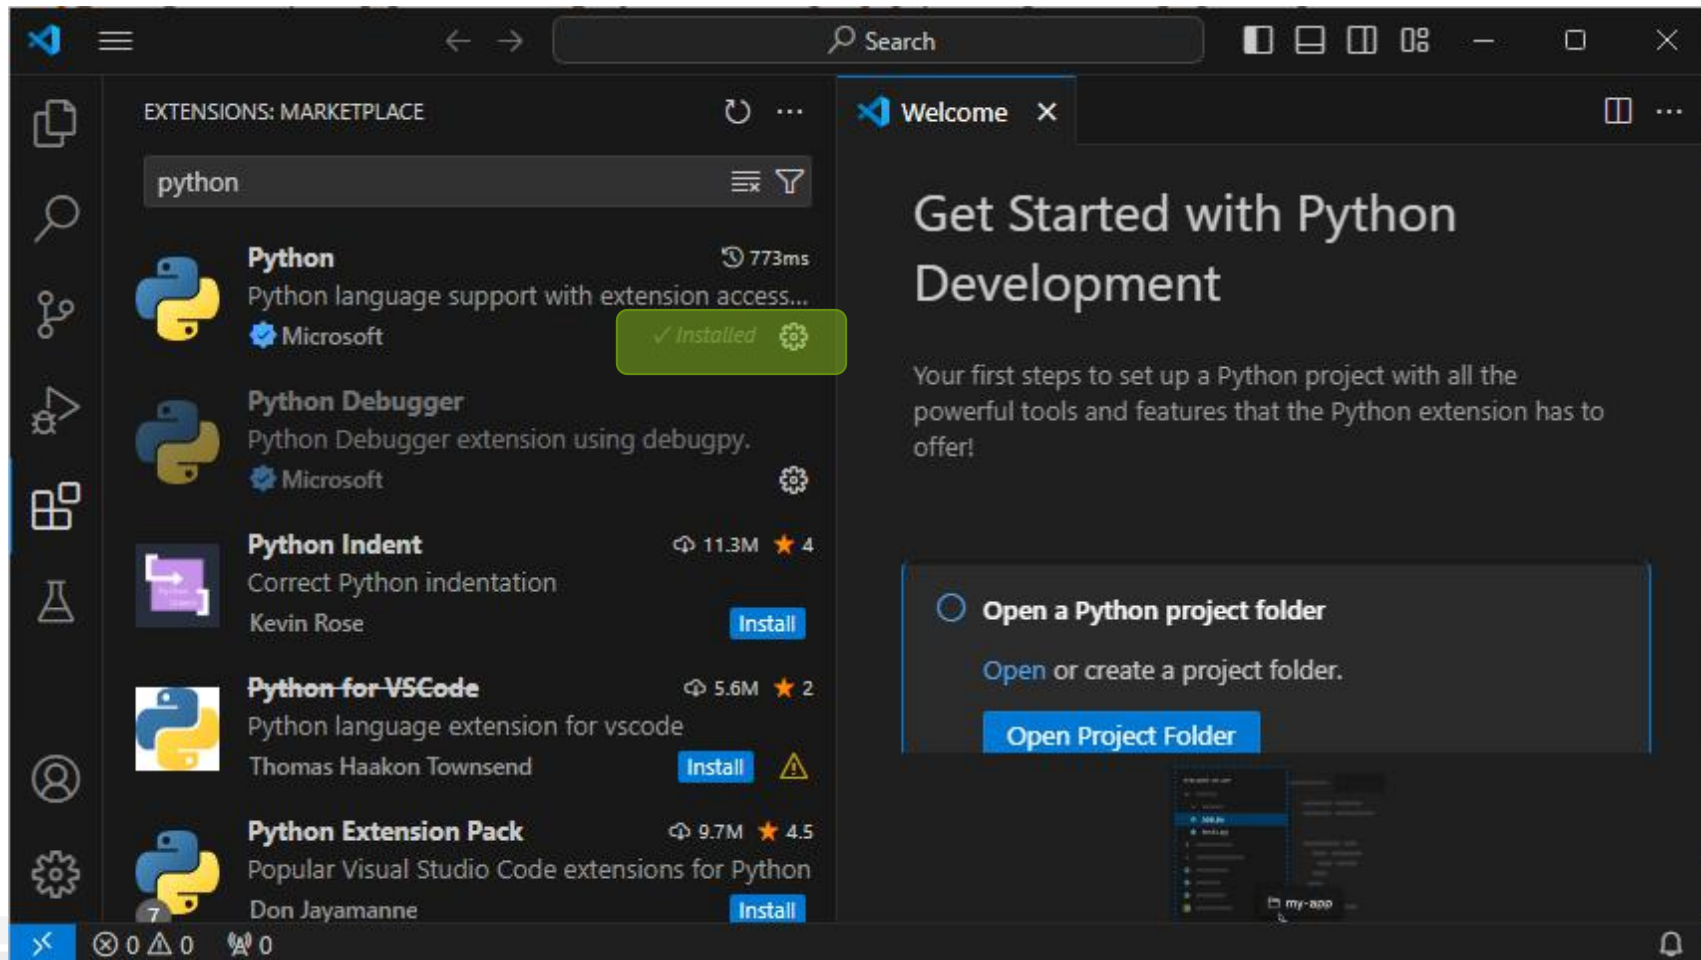 Search
EXTENSIONS: MARKETPLACE
Welcome
python
Python
773ms
Python language support with extension access...
Microsoft
Installed
Python Debugger
Python Debugger extension using debugpy.
Microsoft
Python Indent
11.3M
4
Correct Python indentation
Kevin Rose
Install
Python for VSCode
5.6M
2
Python language extension for vscode
Thomas Haakon Townsend
Install
Python Extension Pack
9.7M
4.5
Popular Visual Studio Code extensions for Python
7
Don Jayamanne
Install
Get Started with Python
Development
Your first steps to set up a Python project with all the
powerful tools and features that the Python extension has to
offer!
Open a Python project folder
Open or create a project folder.
Open Project Folder
my-app
0 0 0